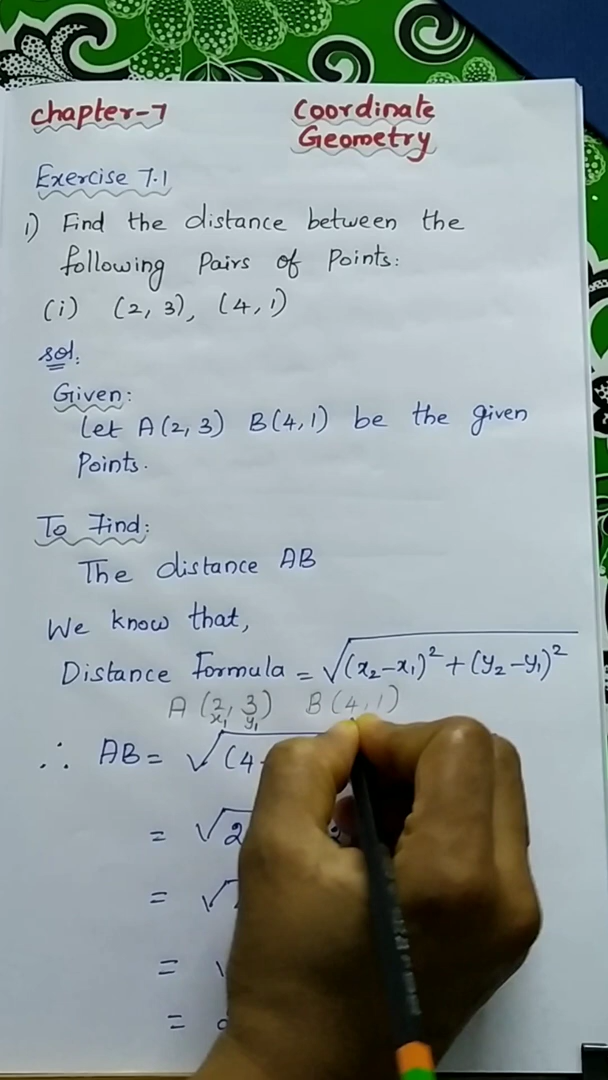 Chapter-7 Coordinate
Geometry
Exercise 7.1
1) Find the distance between the
following Pairs of Points:
(i) (2, 3), (4, 1)
Sol.
Given:
Let A(2, 3) B(4, 1) be the given
Points.
To Find:
The distance AB
We know that,
Distance Formula = √(x₂-x₁)² + (y₂-y₁)²
A (2, 3) B (4, 1)
x₁ y₁
∴ AB = √(4
= √2
= √
=
=